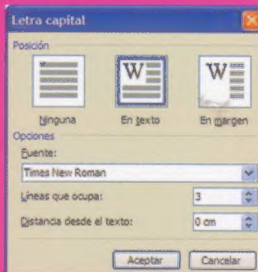 Letra capital
Posición
W
W
Ninguna
En texto
En margen
Opciones
Fuente:
Times New Roman
Líneas que ocupa:
3
Distancia desde el texto:
0 cm
Aceptar
Cancelar